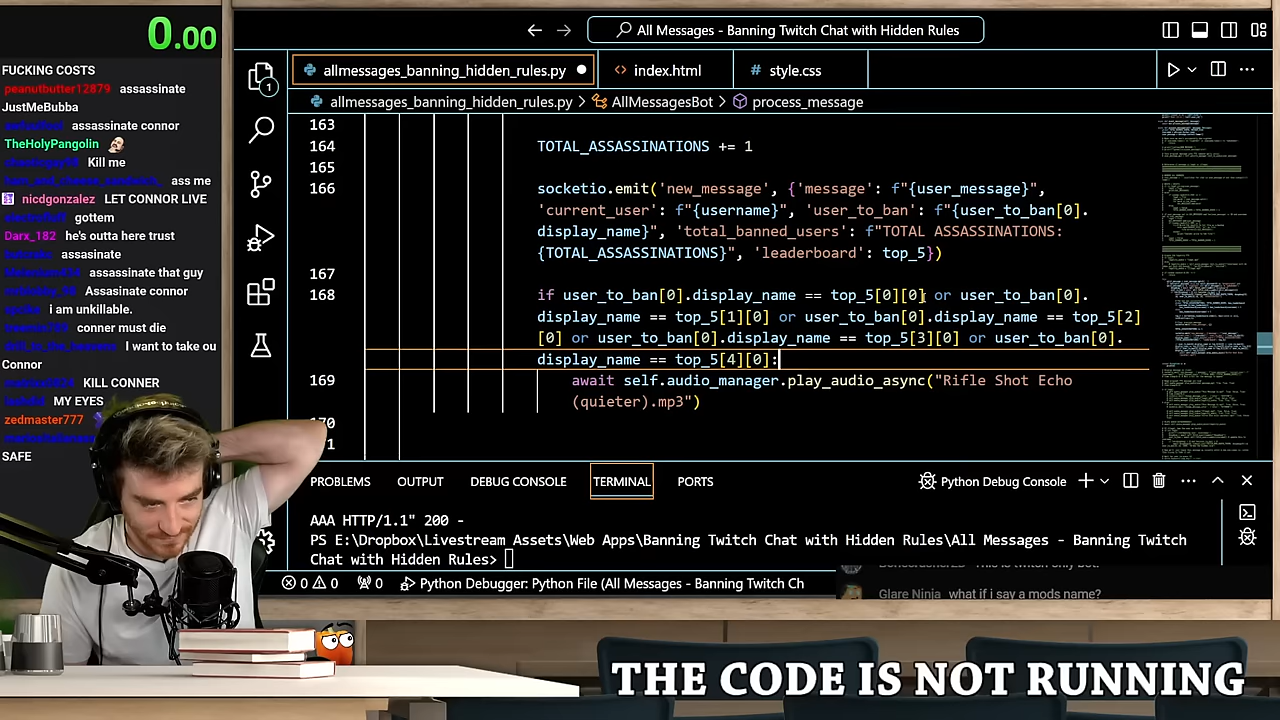 0.00
FUCKING COSTS
peanutbutter12879 assassinate
JustMeBubba
assassinate connor
TheHolyPangolin
Kill me
ass me
nicdgonzalez LET CONNOR LIVE
gottem
Darx_182 he's outta here trust
assasinate
assassinate that guy
Assasinate connor
i am unkillable.
conner must die
I want to take ou
Connor
KILL CONNER
MY EYES
zedmaster777
SAFE
All Messages - Banning Twitch Chat with Hidden Rules
allmessages_banning_hidden_rules.py
index.html
style.css
allmessages_banning_hidden_rules.py > AllMessagesBot > process_message
1
163
164 TOTAL_ASSASSINATIONS += 1
165
166 socketio.emit('new_message', {'message': f"{user_message}",
'current_user': f"{username}", 'user_to_ban': f"{user_to_ban[0].
display_name}", 'total_banned_users': f"TOTAL ASSASSINATIONS:
{TOTAL_ASSASSINATIONS}", 'leaderboard': top_5})
167
168 if user_to_ban[0].display_name == top_5[0][0] or user_to_ban[0].
display_name == top_5[1][0] or user_to_ban[0].display_name == top_5[2]
[0] or user_to_ban[0].display_name == top_5[3][0] or user_to_ban[0].
display_name == top_5[4][0]:
169 await self.audio_manager.play_audio_async("Rifle Shot Echo
(quieter).mp3")
PROBLEMS OUTPUT DEBUG CONSOLE TERMINAL PORTS
Python Debug Console
AAA HTTP/1.1" 200 -
PS E:\Dropbox\Livestream Assets\Web Apps\Banning Twitch Chat with Hidden Rules\All Messages - Banning Twitch
Chat with Hidden Rules>
0 0 0 Python Debugger: Python File (All Messages - Banning Twitch Ch
Glare Ninja what if i say a mods name?
THE CODE IS NOT RUNNING